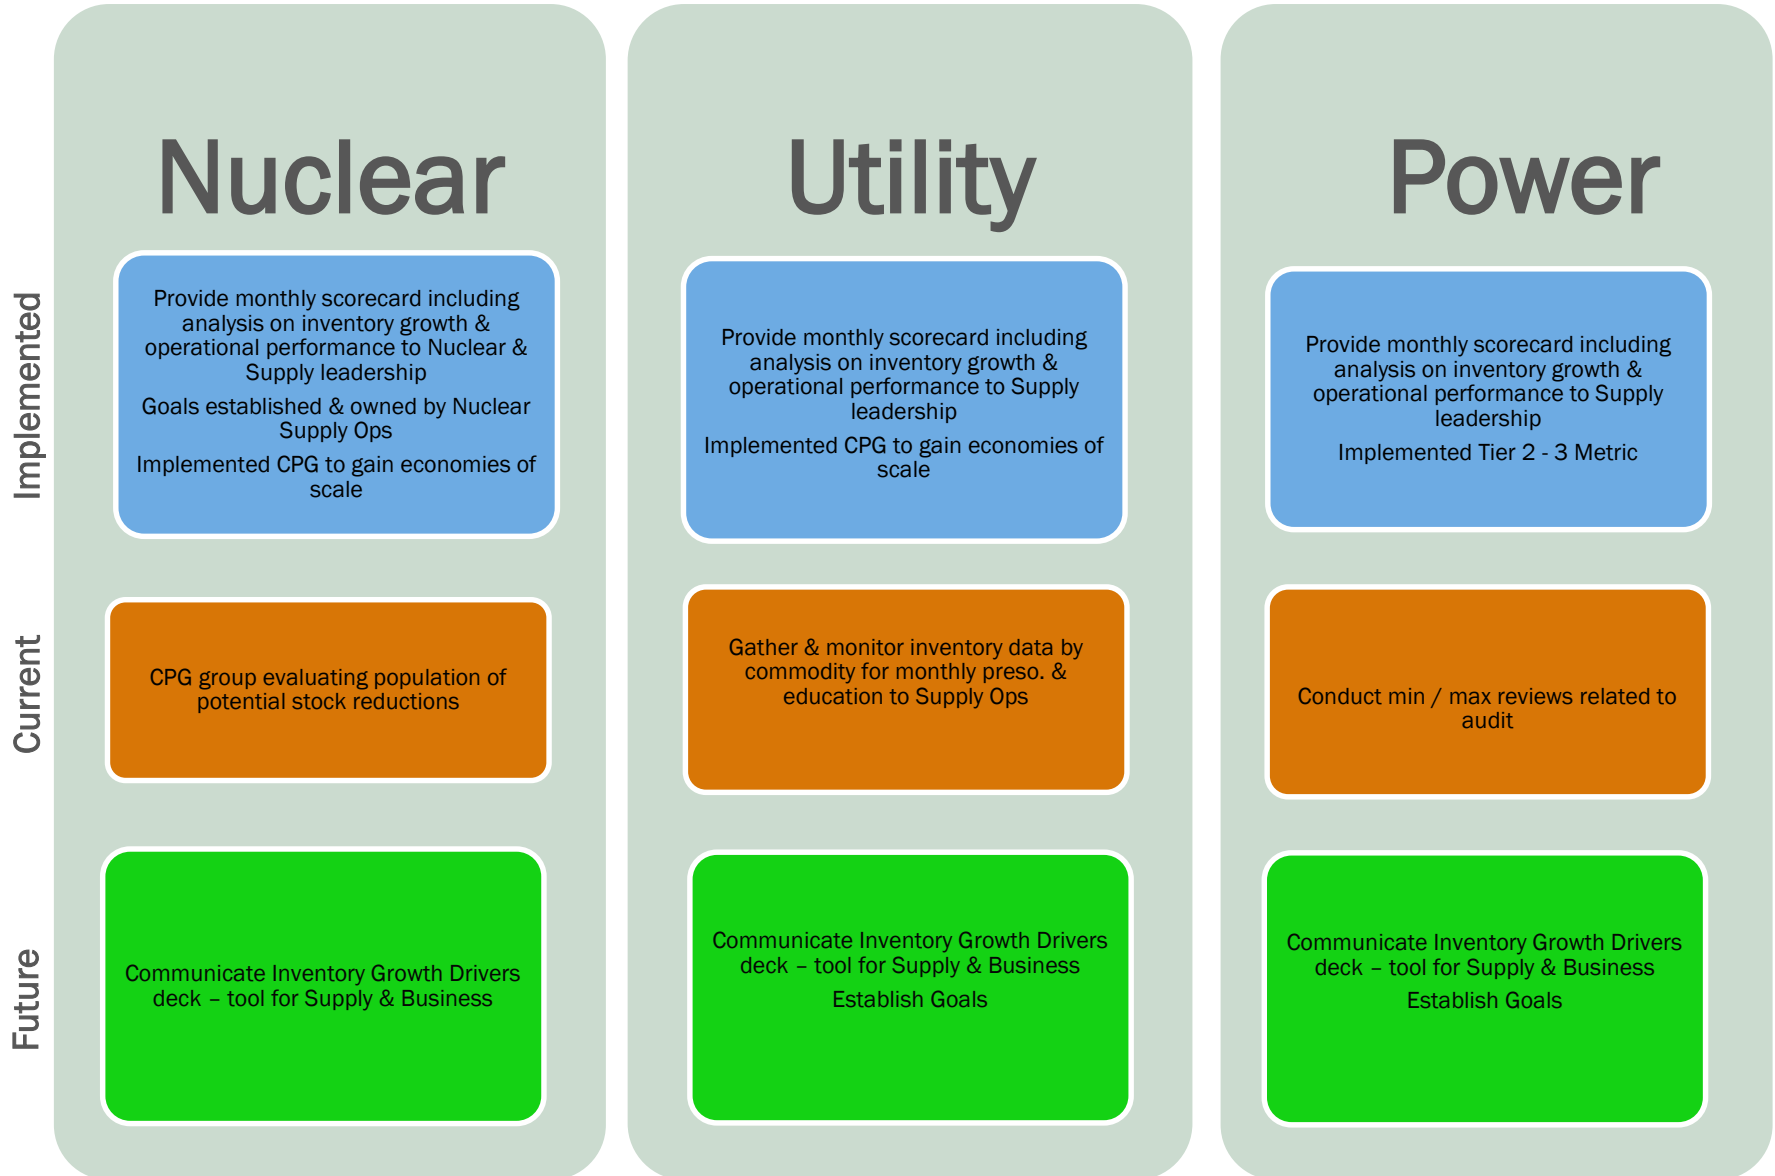 Nuclear
Utility
Power
Implemented
Provide monthly scorecard including
analysis on inventory growth &
operational performance to Nuclear &
Supply leadership
Goals established & owned by Nuclear
Supply Ops
Implemented CPG to gain economies of
scale
Provide monthly scorecard including
analysis on inventory growth &
operational performance to Supply
leadership
Implemented CPG to gain economies of
scale
Provide monthly scorecard including
analysis on inventory growth &
operational performance to Supply
leadership
Implemented Tier 2 - 3 Metric
Current
CPG group evaluating population of
potential stock reductions
Gather & monitor inventory data by
commodity for monthly preso. &
education to Supply Ops
Conduct min / max reviews related to
audit
Future
Communicate Inventory Growth Drivers
deck – tool for Supply & Business
Communicate Inventory Growth Drivers
deck – tool for Supply & Business
Establish Goals
Communicate Inventory Growth Drivers
deck – tool for Supply & Business
Establish Goals